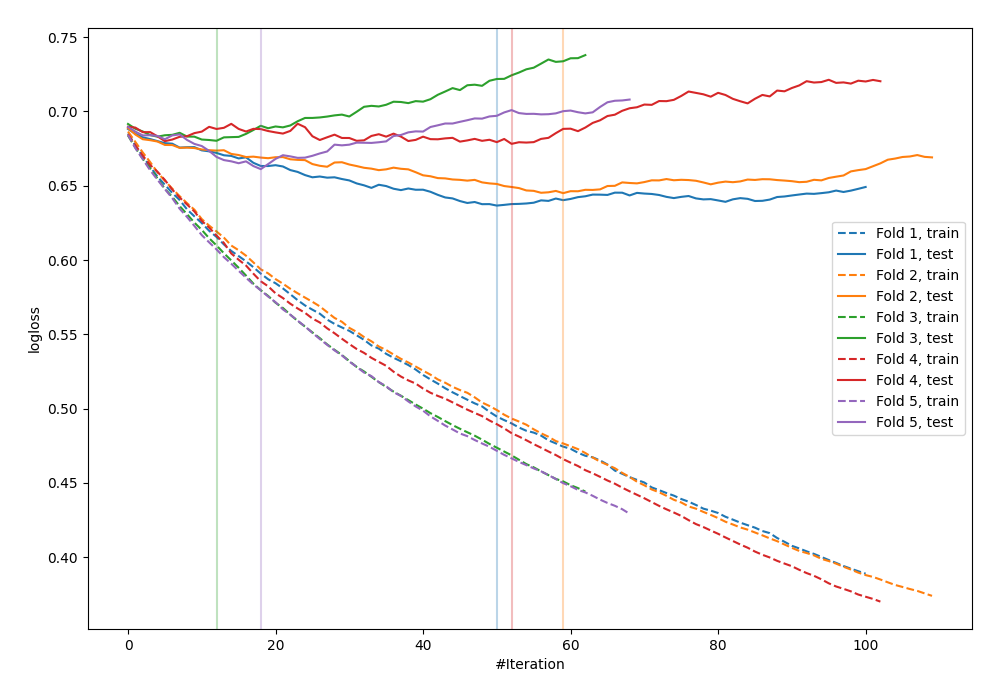 0.75
0.70
0.65
0.60
0.55
0.50
0.45
0.40
logloss
0
20
40
60
80
100
#Iteration
Fold 1, train
Fold 1, test
Fold 2, train
Fold 2, test
Fold 3, train
Fold 3, test
Fold 4, train
Fold 4, test
Fold 5, train
Fold 5, test